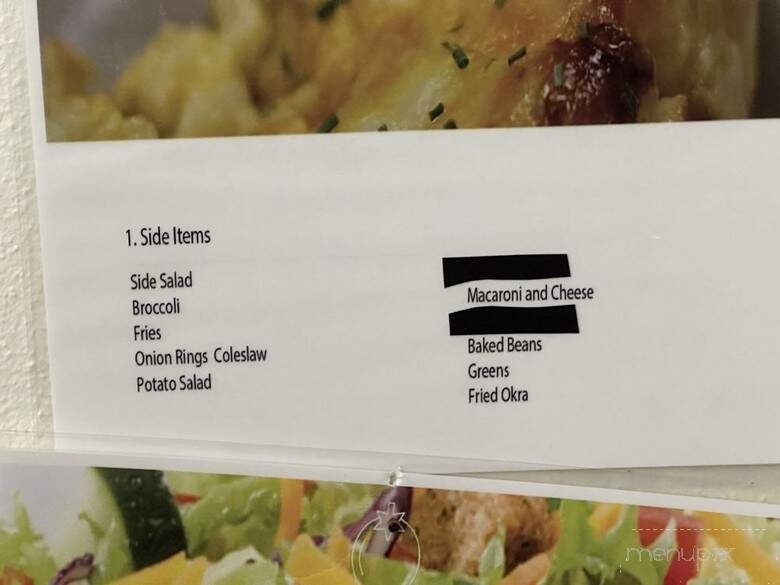 1. Side Items
Side Salad
Broccoli
Fries
Onion Rings Coleslaw
Potato Salad
Macaroni and Cheese
Baked Beans
Greens
Fried Okra
menupix